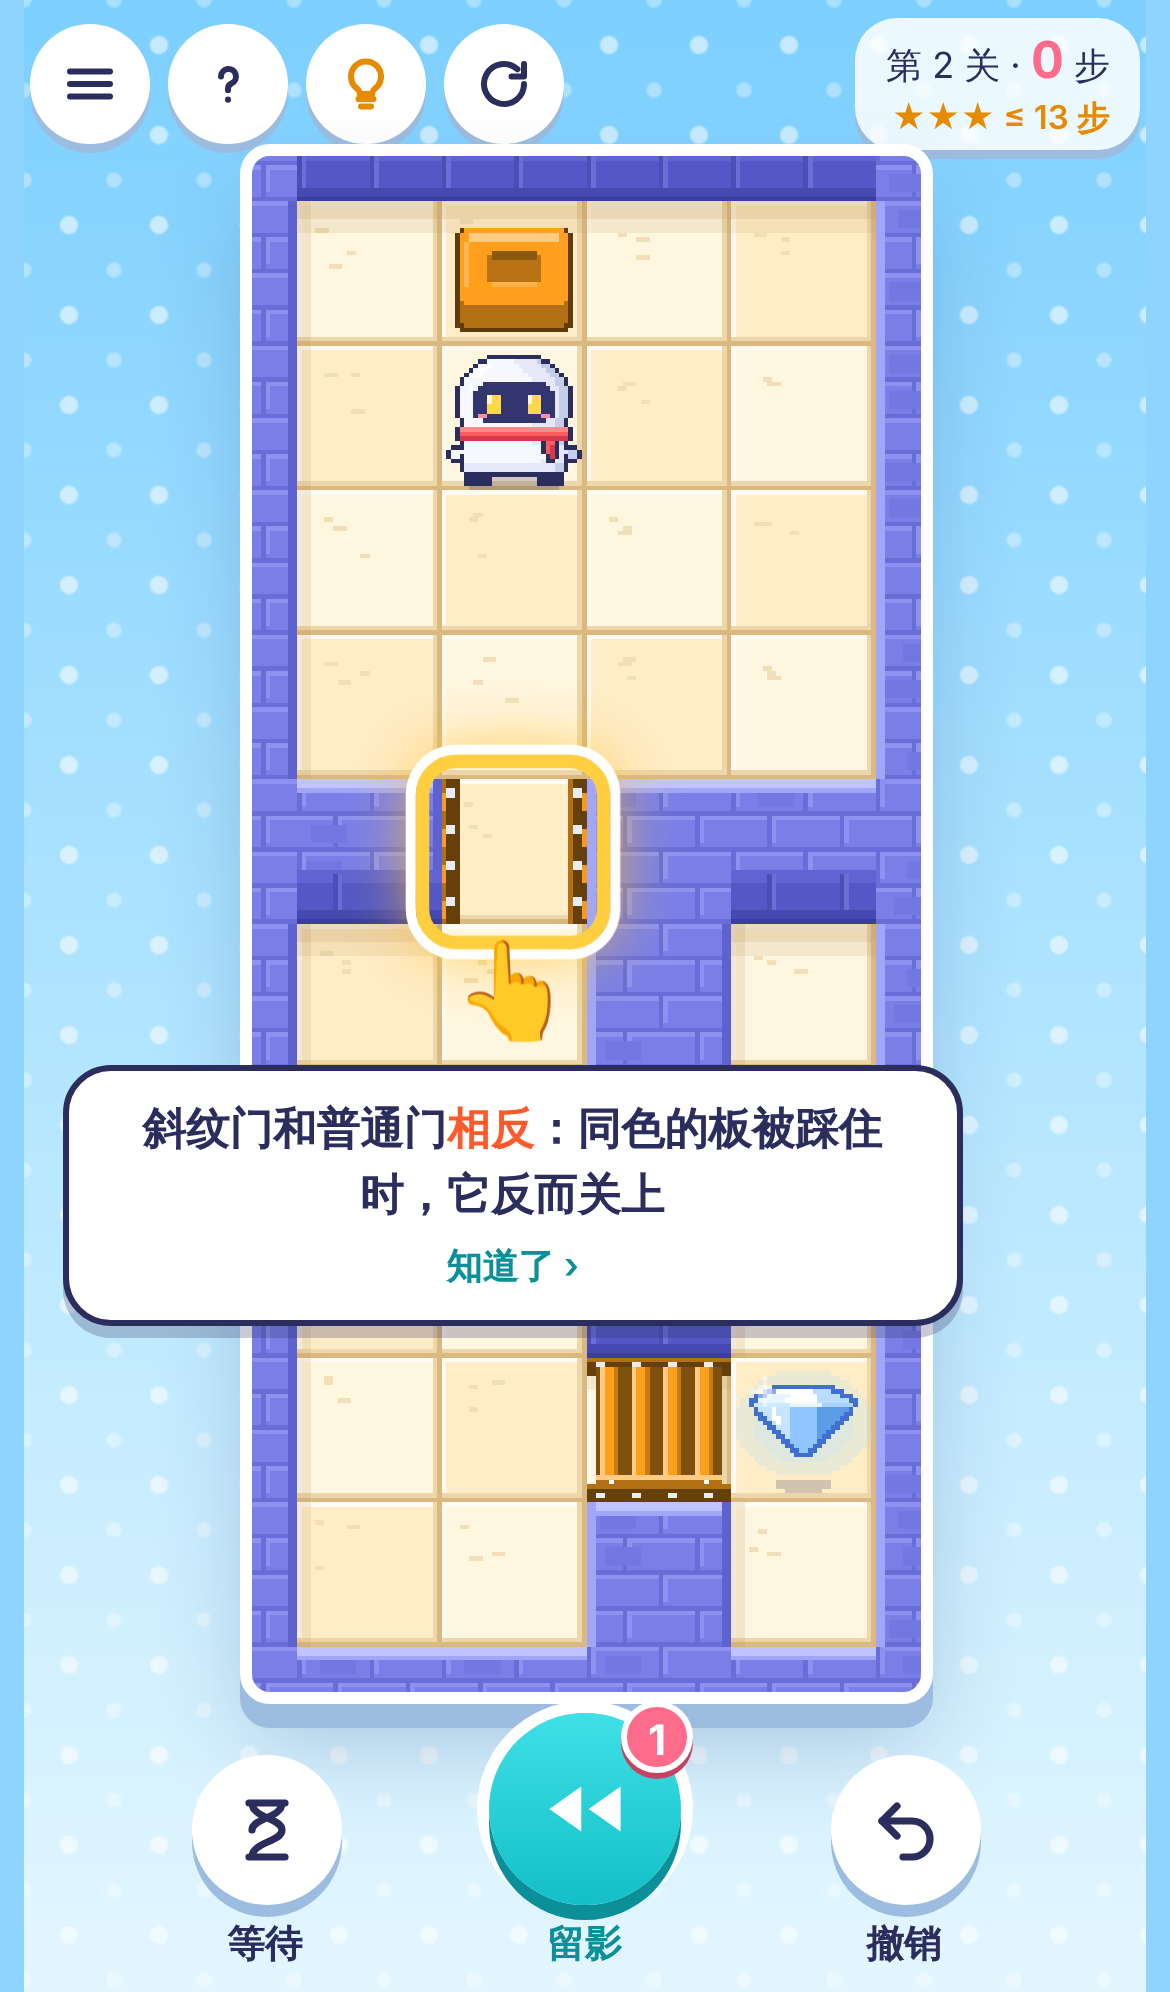 第 2 关 · 0 步
★★★ ≤ 13 步
斜纹门和普通门相反：同色的板被踩住
时，它反而关上
知道了 ›
1
等待
留影
撤销